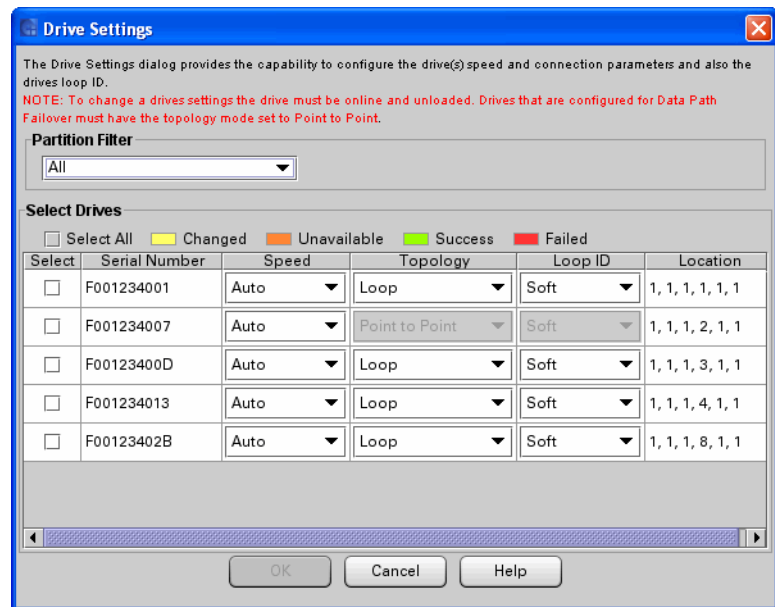 Drive Settings
The Drive Settings dialog provides the capability to configure the drive(s) speed and connection parameters and also the
drives loop ID.
NOTE: To change a drives settings the drive must be online and unloaded. Drives that are configured for Data Path
Failover must have the topology mode set to Point to Point.
Partition Filter
All
Select Drives
Select All Changed Unavailable Success Failed
Select Serial Number Speed Topology Loop ID Location
F001234001 Auto Loop Soft 1, 1, 1, 1, 1, 1
F001234007 Auto Point to Point Soft 1, 1, 1, 2, 1, 1
F00123400D Auto Loop Soft 1, 1, 1, 3, 1, 1
F001234013 Auto Loop Soft 1, 1, 1, 4, 1, 1
F00123402B Auto Loop Soft 1, 1, 1, 8, 1, 1
OK Cancel Help